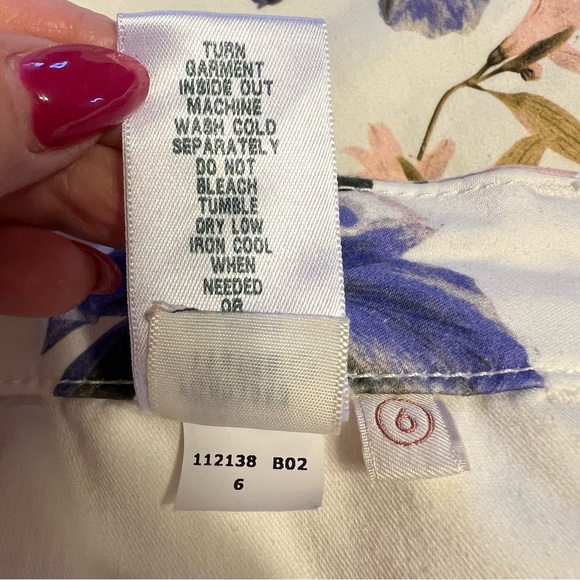 TURN
GARMENT
INSIDE OUT
MACHINE
WASH COLD
SEPARATELY
DO NOT
BLEACH
TUMBLE
DRY LOW
IRON COOL
WHEN
NEEDED
OR
112138 B02
6
6